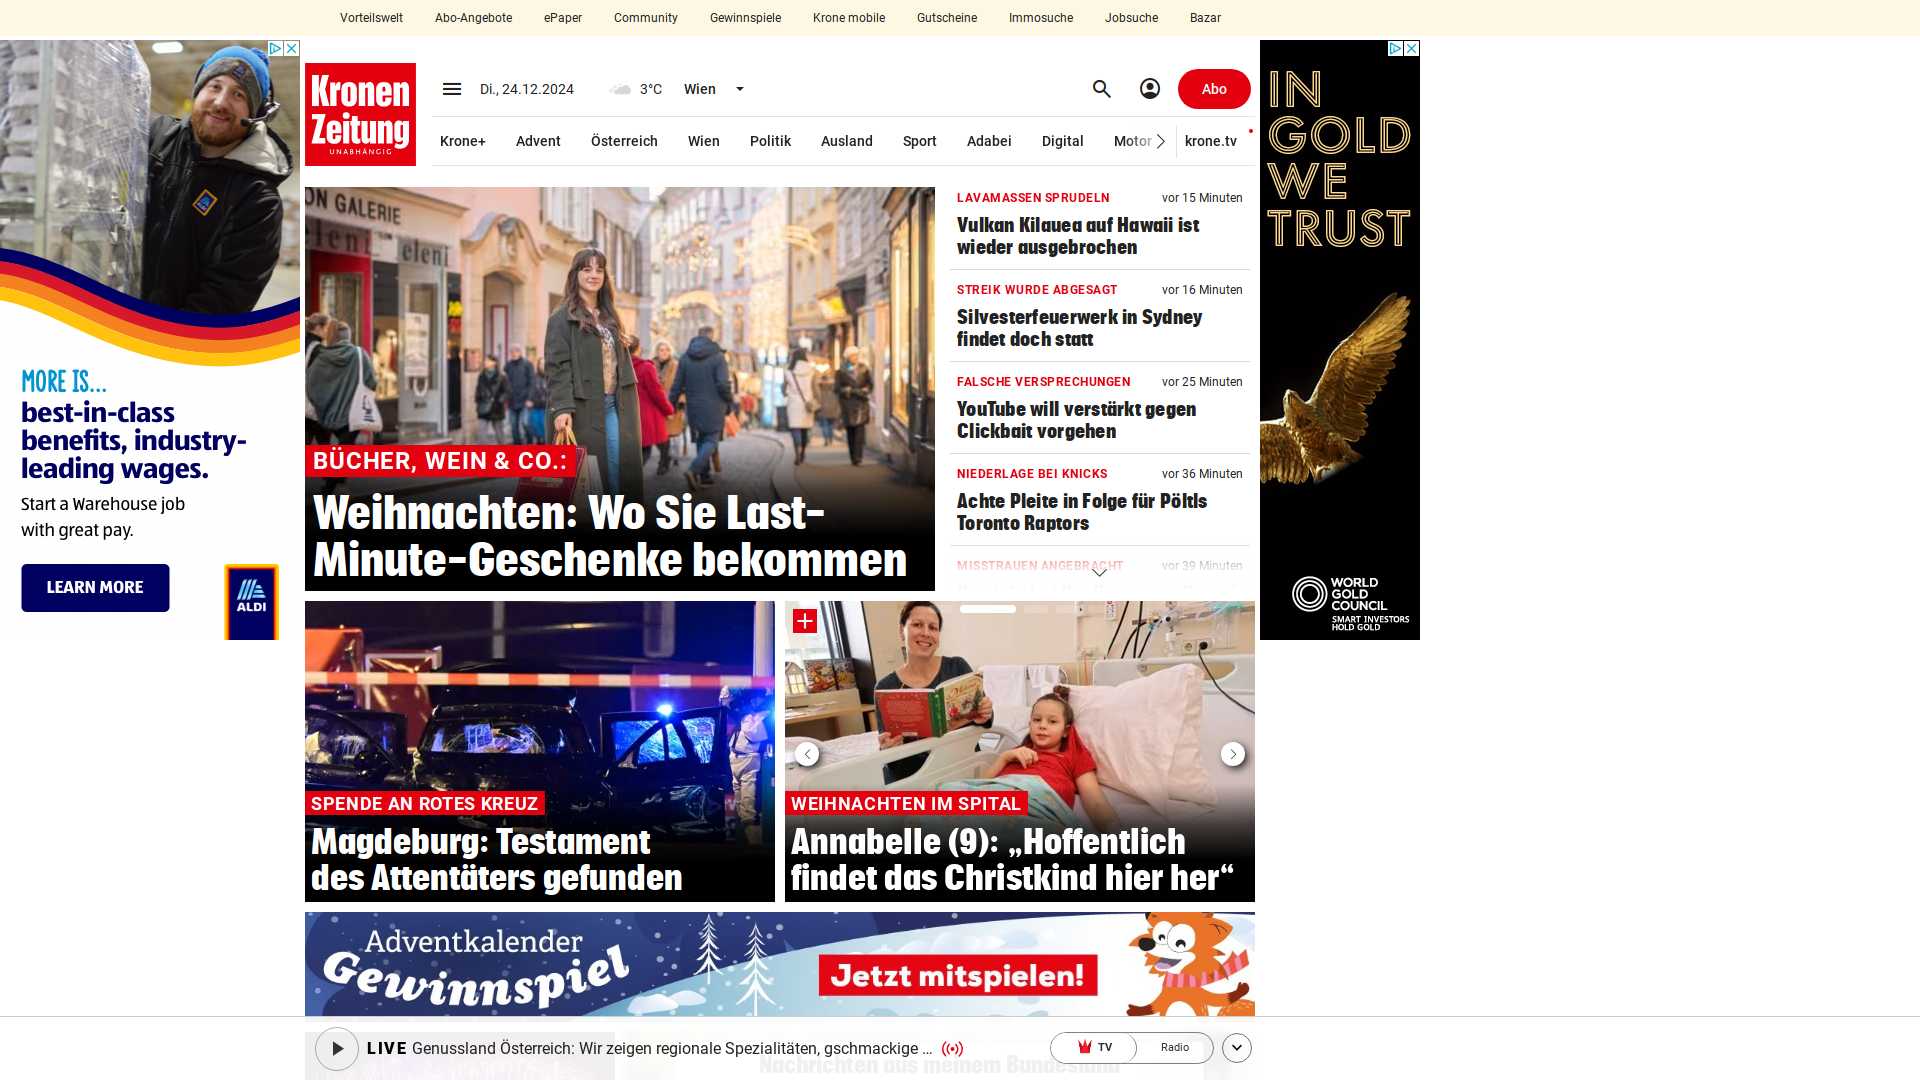 Vorteilswelt Abo-Angebote ePaper Community Gewinnspiele Krone mobile Gutscheine Immosuche Jobsuche Bazar
Kronen
Zeitung
UNABHÄNGIG
Di., 24.12.2024 3°C Wien Abo
Krone+ Advent Österreich Wien Politik Ausland Sport Adabei Digital Motor krone.tv
MORE IS...
best-in-class
benefits, industry-
leading wages.
Start a Warehouse job
with great pay.
LEARN MORE
ALDI
ON GALERIE
eleni eleni
BÜCHER, WEIN & CO.:
Weihnachten: Wo Sie Last-
Minute-Geschenke bekommen
LAVAMASSEN SPRUDELN vor 15 Minuten
Vulkan Kilauea auf Hawaii ist
wieder ausgebrochen
STREIK WURDE ABGESAGT vor 16 Minuten
Silvesterfeuerwerk in Sydney
findet doch statt
FALSCHE VERSPRECHUNGEN vor 25 Minuten
YouTube will verstärkt gegen
Clickbait vorgehen
NIEDERLAGE BEI KNICKS vor 36 Minuten
Achte Pleite in Folge für Pöltls
Toronto Raptors
MISSTRAUEN ANGEBRACHT vor 39 Minuten
IN
GOLD
WE
TRUST
WORLD
GOLD
COUNCIL
SMART INVESTORS
HOLD GOLD
SPENDE AN ROTES KREUZ
Magdeburg: Testament
des Attentäters gefunden
WEIHNACHTEN IM SPITAL
Annabelle (9): „Hoffentlich
findet das Christkind hier her“
Adventkalender
Gewinnspiel
Jetzt mitspielen!
LIVE Genussland Österreich: Wir zeigen regionale Spezialitäten, gschmackige ... TV Radio
Nachrichten aus meinem Bundesland